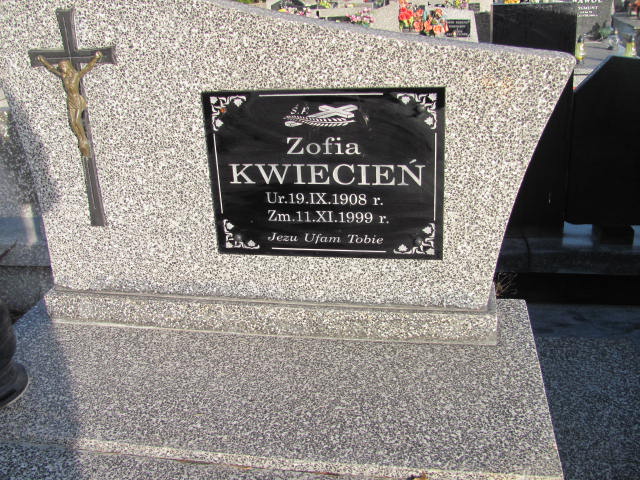 Ś.P.
Zofia
KWIECIEŃ
Ur.19.IX.1908 r.
Zm.11.XI.1999 r.
Jezu Ufam Tobie